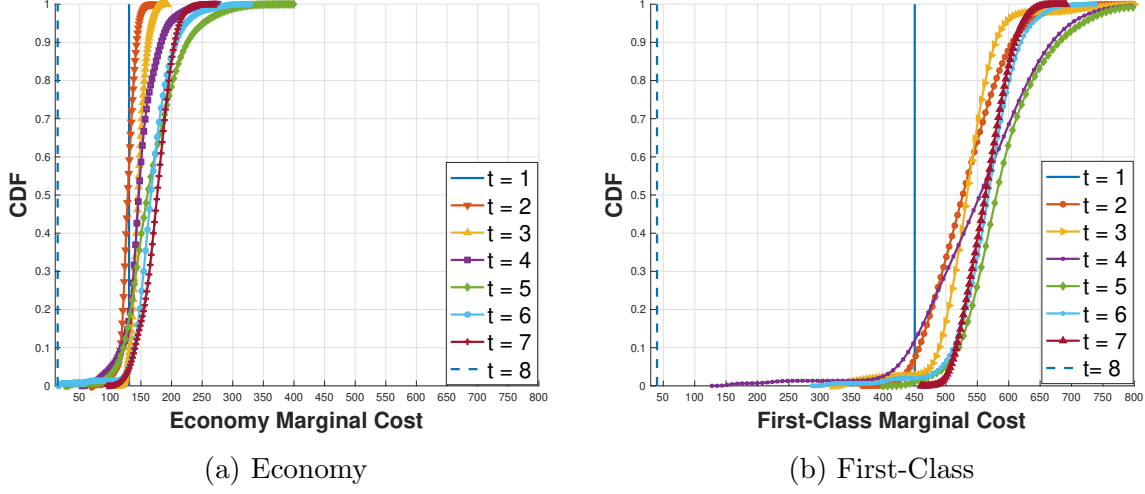 1
0.9
0.8
0.7
0.6
0.5
0.4
0.3
0.2
0.1
0
CDF
50 100 150 200 250 300 350 400 450 500 550 600 650 700 750 800
Economy Marginal Cost
t = 1
t = 2
t = 3
t = 4
t = 5
t = 6
t = 7
t= 8
(a) Economy
1
0.9
0.8
0.7
0.6
0.5
0.4
0.3
0.2
0.1
0
CDF
50 100 150 200 250 300 350 400 450 500 550 600 650 700 750 800
First-Class Marginal Cost
t = 1
t = 2
t = 3
t = 4
t = 5
t = 6
t = 7
t= 8
(b) First-Class